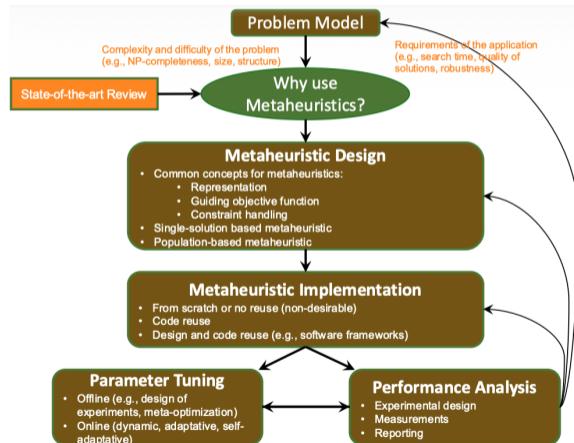 Problem Model
Complexity and difficulty of the problem
(e.g., NP-completeness, size, structure)
Requirements of the application
(e.g., search time, quality of
solutions, robustness)
State-of-the-art Review
Why use
Metaheuristics?
Metaheuristic Design
• Common concepts for metaheuristics:
• Representation
• Guiding objective function
• Constraint handling
• Single-solution based metaheuristic
• Population-based metaheuristic
Metaheuristic Implementation
• From scratch or no reuse (non-desirable)
• Code reuse
• Design and code reuse (e.g., software frameworks)
Parameter Tuning
• Offline (e.g., design of
experiments, meta-optimization)
• Online (dynamic, adaptive, self-
adaptive)
Performance Analysis
• Experimental design
• Measurements
• Reporting